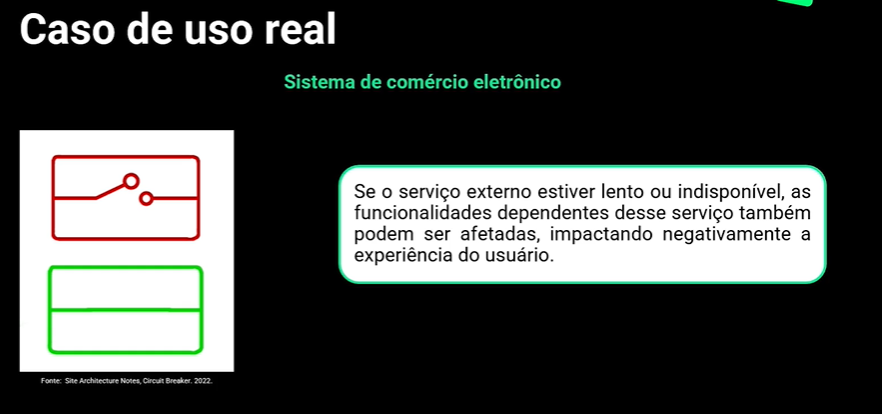 Caso de uso real
Sistema de comércio eletrônico
Se o serviço externo estiver lento ou indisponível, as
funcionalidades dependentes desse serviço também
podem ser afetadas, impactando negativamente a
experiência do usuário.
Fonte: Site Architecture Notes, Circuit Breaker. 2022.